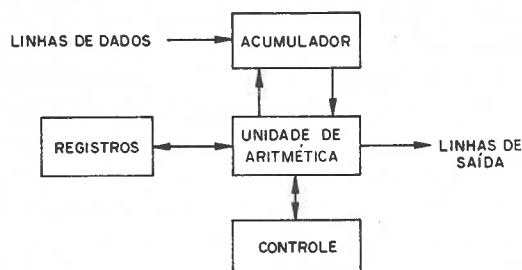 LINHAS DE DADOS
ACUMULADOR
REGISTROS
UNIDADE DE
ARITMÉTICA
LINHAS DE
SAÍDA
CONTROLE